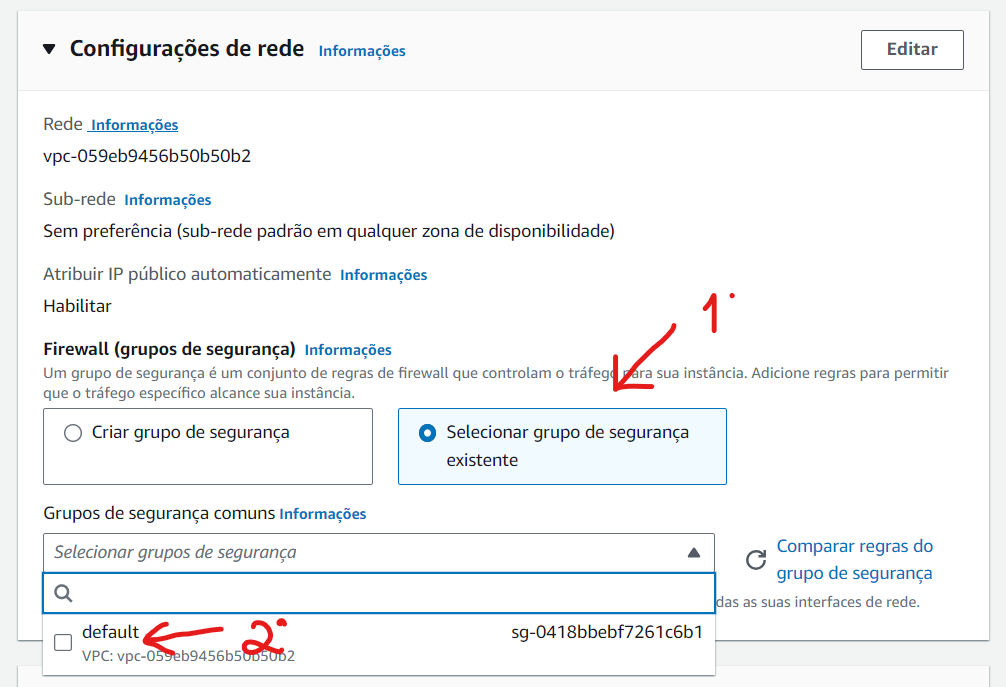 Configurações de rede Informações
Editar
Rede Informações
vpc-059eb9456b50b50b2
Sub-rede Informações
Sem preferência (sub-rede padrão em qualquer zona de disponibilidade)
Atribuir IP público automaticamente Informações
Habilitar
1°
Firewall (grupos de segurança) Informações
Um grupo de segurança é um conjunto de regras de firewall que controlam o tráfego para sua instância. Adicione regras para permitir
que o tráfego específico alcance sua instância.
Criar grupo de segurança
Selecionar grupo de segurança
existente
Grupos de segurança comuns Informações
Selecionar grupos de segurança
Comparar regras do
grupo de segurança
das as suas interfaces de rede.
default
2°
sg-0418bbebf7261c6b1
VPC: vpc-059eb9456b50b50b2